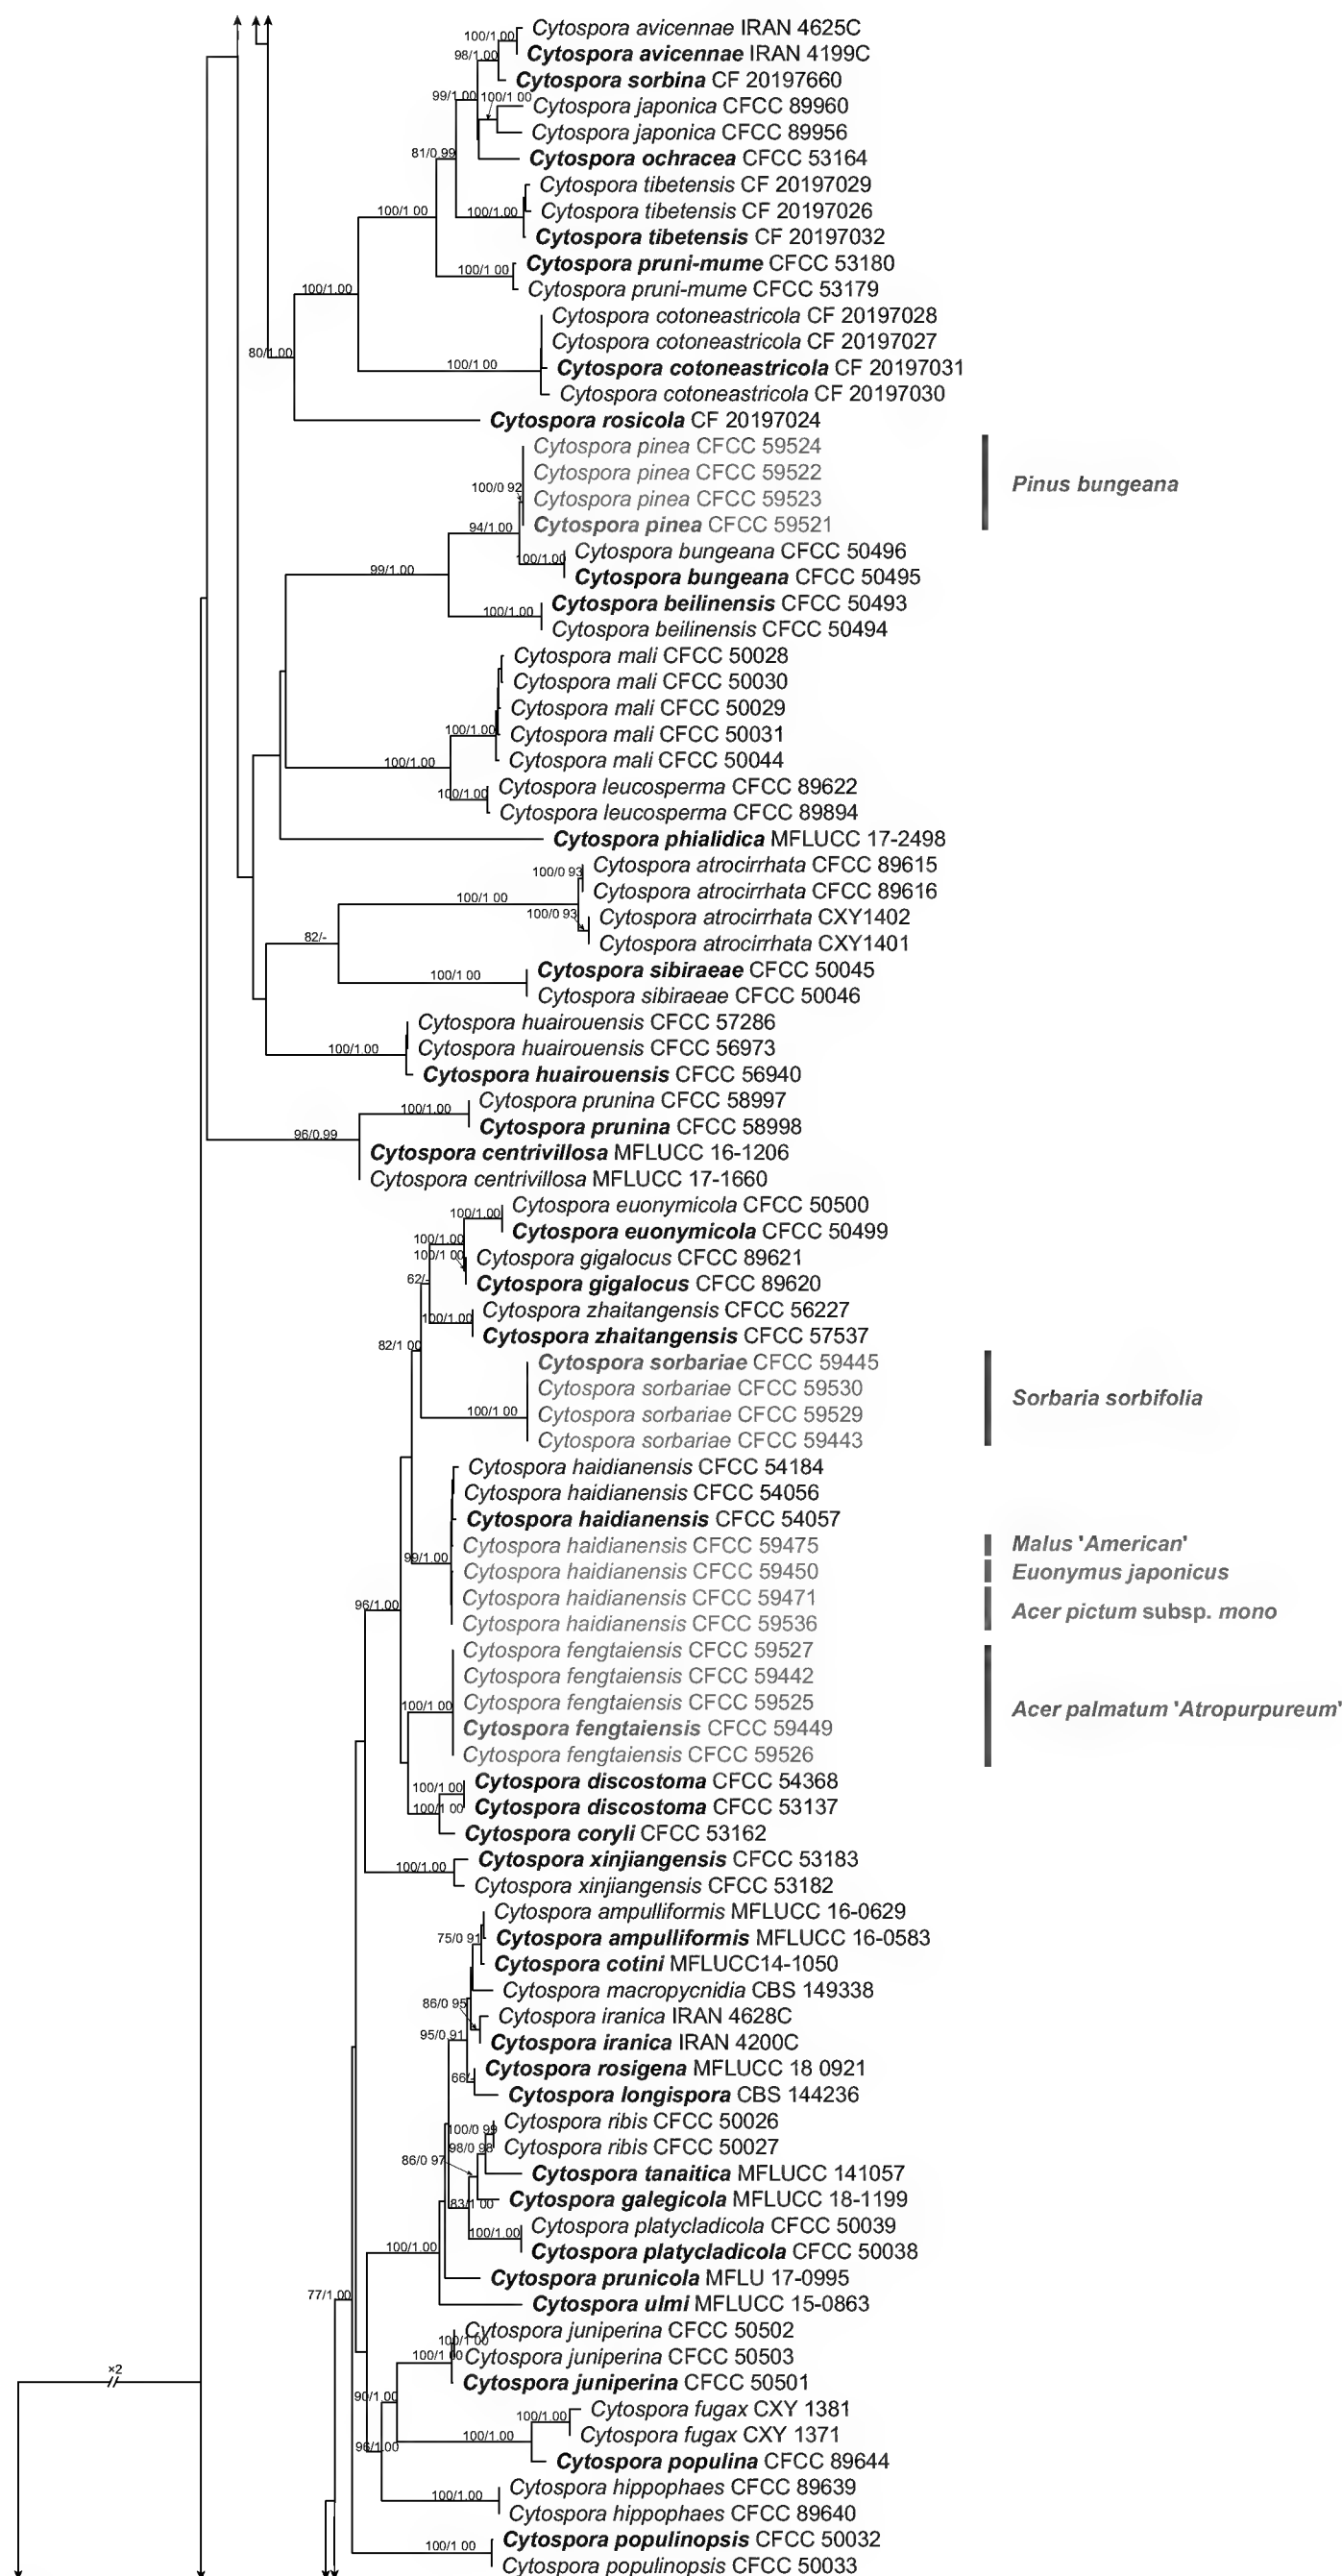 Cytospora avicennae IRAN 4625C
100/1.00
Cytospora avicennae IRAN 4199C
98/1.00
Cytospora sorbina CF 20197660
99/1.00 100/1 00
Cytospora japonica CFCC 89960
Cytospora japonica CFCC 89956
81/0.99
Cytospora ochracea CFCC 53164
Cytospora tibetensis CF 20197029
100/1 00 100/1.00
Cytospora tibetensis CF 20197026
Cytospora tibetensis CF 20197032
Cytospora pruni-mume CFCC 53180
100/1 00
Cytospora pruni-mume CFCC 53179
100/1.00
Cytospora cotoneastricola CF 20197028
Cytospora cotoneastricola CF 20197027
80/1.00
100/1 00
Cytospora cotoneastricola CF 20197031
Cytospora cotoneastricola CF 20197030
Cytospora rosicola CF 20197024
Cytospora pinea CFCC 59524
Cytospora pinea CFCC 59522
Pinus bungeana
100/0 92
Cytospora pinea CFCC 59523
94/1.00
Cytospora pinea CFCC 59521
Cytospora bungeana CFCC 50496
100/1.00
99/1.00
Cytospora bungeana CFCC 50495
Cytospora beilinensis CFCC 50493
100/1.00
Cytospora beilinensis CFCC 50494
Cytospora mali CFCC 50028
Cytospora mali CFCC 50030
Cytospora mali CFCC 50029
100/1.00
Cytospora mali CFCC 50031
100/1.00
Cytospora mali CFCC 50044
Cytospora leucosperma CFCC 89622
100/1.00
Cytospora leucosperma CFCC 89894
Cytospora phialidica MFLUCC 17-2498
Cytospora atrocirrhata CFCC 89615
100/0 93
Cytospora atrocirrhata CFCC 89616
100/1 00
100/0 93
Cytospora atrocirrhata CXY1402
82/-
Cytospora atrocirrhata CXY1401
Cytospora sibiraeae CFCC 50045
100/1 00
Cytospora sibiraeae CFCC 50046
Cytospora huairouensis CFCC 57286
100/1.00
Cytospora huairouensis CFCC 56973
Cytospora huairouensis CFCC 56940
Cytospora prunina CFCC 58997
100/1.00
Cytospora prunina CFCC 58998
96/0.99
Cytospora centrivillosa MFLUCC 16-1206
Cytospora centrivillosa MFLUCC 17-1660
Cytospora euonymicola CFCC 50500
100/1.00
Cytospora euonymicola CFCC 50499
100/1.00
100/1 00
Cytospora gigalocus CFCC 89621
62/-
Cytospora gigalocus CFCC 89620
Cytospora zhaitangensis CFCC 56227
100/1.00
Cytospora zhaitangensis CFCC 57537
82/1 00
Cytospora sorbariae CFCC 59445
Cytospora sorbariae CFCC 59530
Sorbaria sorbifolia
100/1 00
Cytospora sorbariae CFCC 59529
Cytospora sorbariae CFCC 59443
Cytospora haidianensis CFCC 54184
Cytospora haidianensis CFCC 54056
Cytospora haidianensis CFCC 54057
Cytospora haidianensis CFCC 59475
Malus 'American'
99/1.00
Cytospora haidianensis CFCC 59450
Euonymus japonicus
Cytospora haidianensis CFCC 59471
96/1.00
Acer pictum subsp. mono
Cytospora haidianensis CFCC 59536
Cytospora fengtaiensis CFCC 59527
Cytospora fengtaiensis CFCC 59442
100/1 00
Cytospora fengtaiensis CFCC 59525
Acer palmatum 'Atropurpureum'
Cytospora fengtaiensis CFCC 59449
Cytospora fengtaiensis CFCC 59526
Cytospora discostoma CFCC 54368
100/1 00
Cytospora discostoma CFCC 53137
100/1 00
Cytospora coryli CFCC 53162
Cytospora xinjiangensis CFCC 53183
100/1.00
Cytospora xinjiangensis CFCC 53182
Cytospora ampulliformis MFLUCC 16-0629
75/0 91
Cytospora ampulliformis MFLUCC 16-0583
Cytospora cotini MFLUCC14-1050
Cytospora macropycnidia CBS 149338
86/0 95
Cytospora iranica IRAN 4628C
95/0.91
Cytospora iranica IRAN 4200C
Cytospora rosigena MFLUCC 18 0921
66/-
Cytospora longispora CBS 144236
Cytospora ribis CFCC 50026
100/0 99
98/0 98
Cytospora ribis CFCC 50027
86/0 97
Cytospora tanaitica MFLUCC 141057
83/1 00
Cytospora galegicola MFLUCC 18-1199
Cytospora platycladicola CFCC 50039
100/1.00
100/1.00
Cytospora platycladicola CFCC 50038
Cytospora prunicola MFLU 17-0995
77/1.00
Cytospora ulmi MFLUCC 15-0863
Cytospora juniperina CFCC 50502
100/1 00
100/1 00
Cytospora juniperina CFCC 50503
×2
Cytospora juniperina CFCC 50501
90/1.00
Cytospora fugax CXY 1381
100/1.00
100/1.00
Cytospora fugax CXY 1371
96/1.00
Cytospora populina CFCC 89644
Cytospora hippophaes CFCC 89639
100/1.00
Cytospora hippophaes CFCC 89640
Cytospora populinopsis CFCC 50032
100/1 00
Cytospora populinopsis CFCC 50033